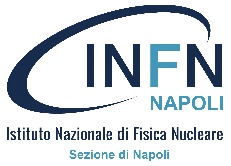 INFN
NAPOLI
Istituto Nazionale di Fisica Nucleare
Sezione di Napoli